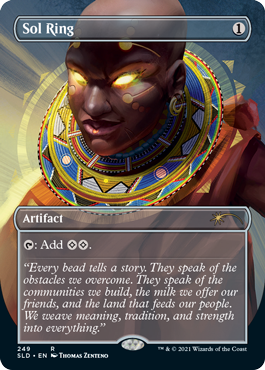 Sol Ring 1
Artifact
: Add .
“Every bead tells a story. They speak of the
obstacles we overcome. They speak of the
communities we build, the milk we offer our
friends, and the land that feeds our people.
We weave meaning, tradition, and strength
into everything.”
249 R
SLD • EN Thomas Zenteno ™ & © 2021 Wizards of the Coast